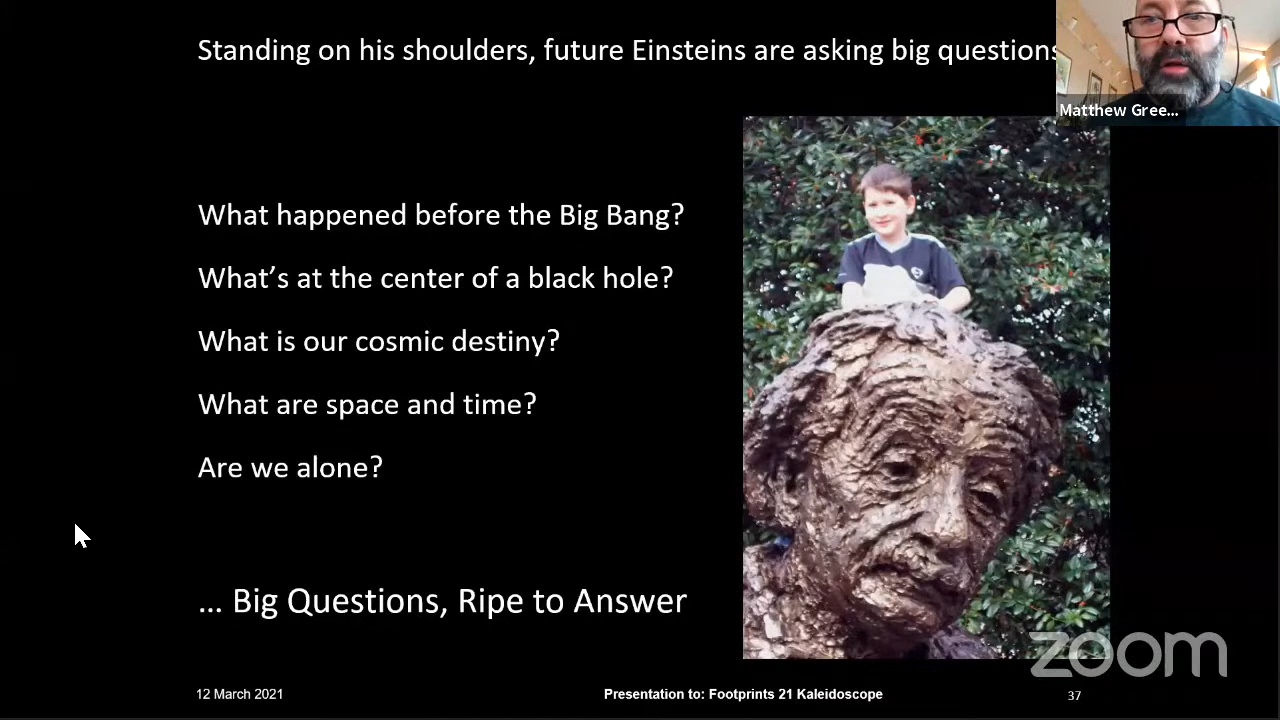 Standing on his shoulders, future Einsteins are asking big questions
Matthew Gree...
What happened before the Big Bang?
What's at the center of a black hole?
What is our cosmic destiny?
What are space and time?
Are we alone?
... Big Questions, Ripe to Answer
zoom
12 March 2021
Presentation to: Footprints 21 Kaleidoscope
37